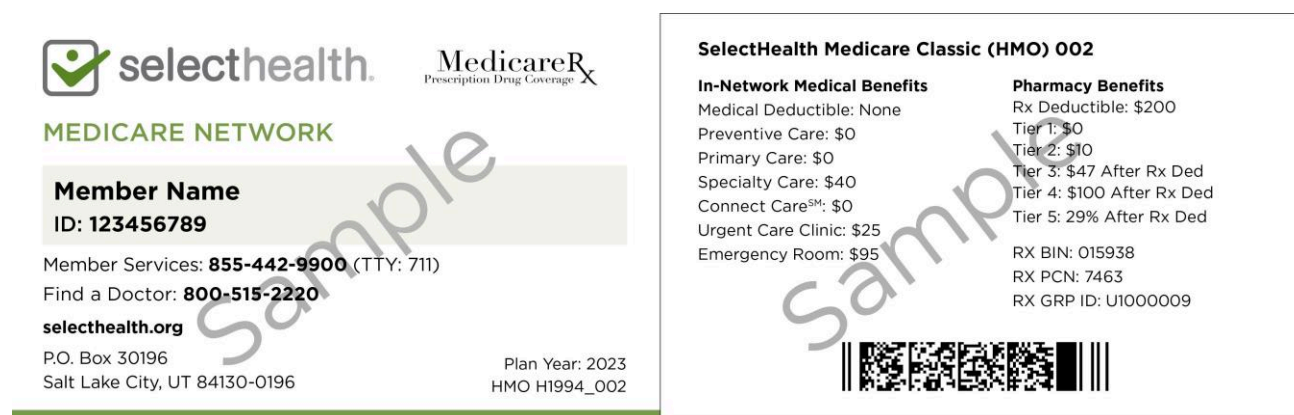 selecthealth.
MedicareRx
Prescription Drug Coverage
MEDICARE NETWORK
Member Name
ID: 123456789
Member Services: 855-442-9900 (TTY: 711)
Find a Doctor: 800-515-2220
selecthealth.org
P.O. Box 30196
Salt Lake City, UT 84130-0196
Plan Year: 2023
HMO H1994_002
Sample
SelectHealth Medicare Classic (HMO) 002
In-Network Medical Benefits
Medical Deductible: None
Preventive Care: $0
Primary Care: $0
Specialty Care: $40
Connect Care℠: $0
Urgent Care Clinic: $25
Emergency Room: $95
Pharmacy Benefits
Rx Deductible: $200
Tier 1: $0
Tier 2: $10
Tier 3: $47 After Rx Ded
Tier 4: $100 After Rx Ded
Tier 5: 29% After Rx Ded
RX BIN: 015938
RX PCN: 7463
RX GRP ID: U1000009
Sample